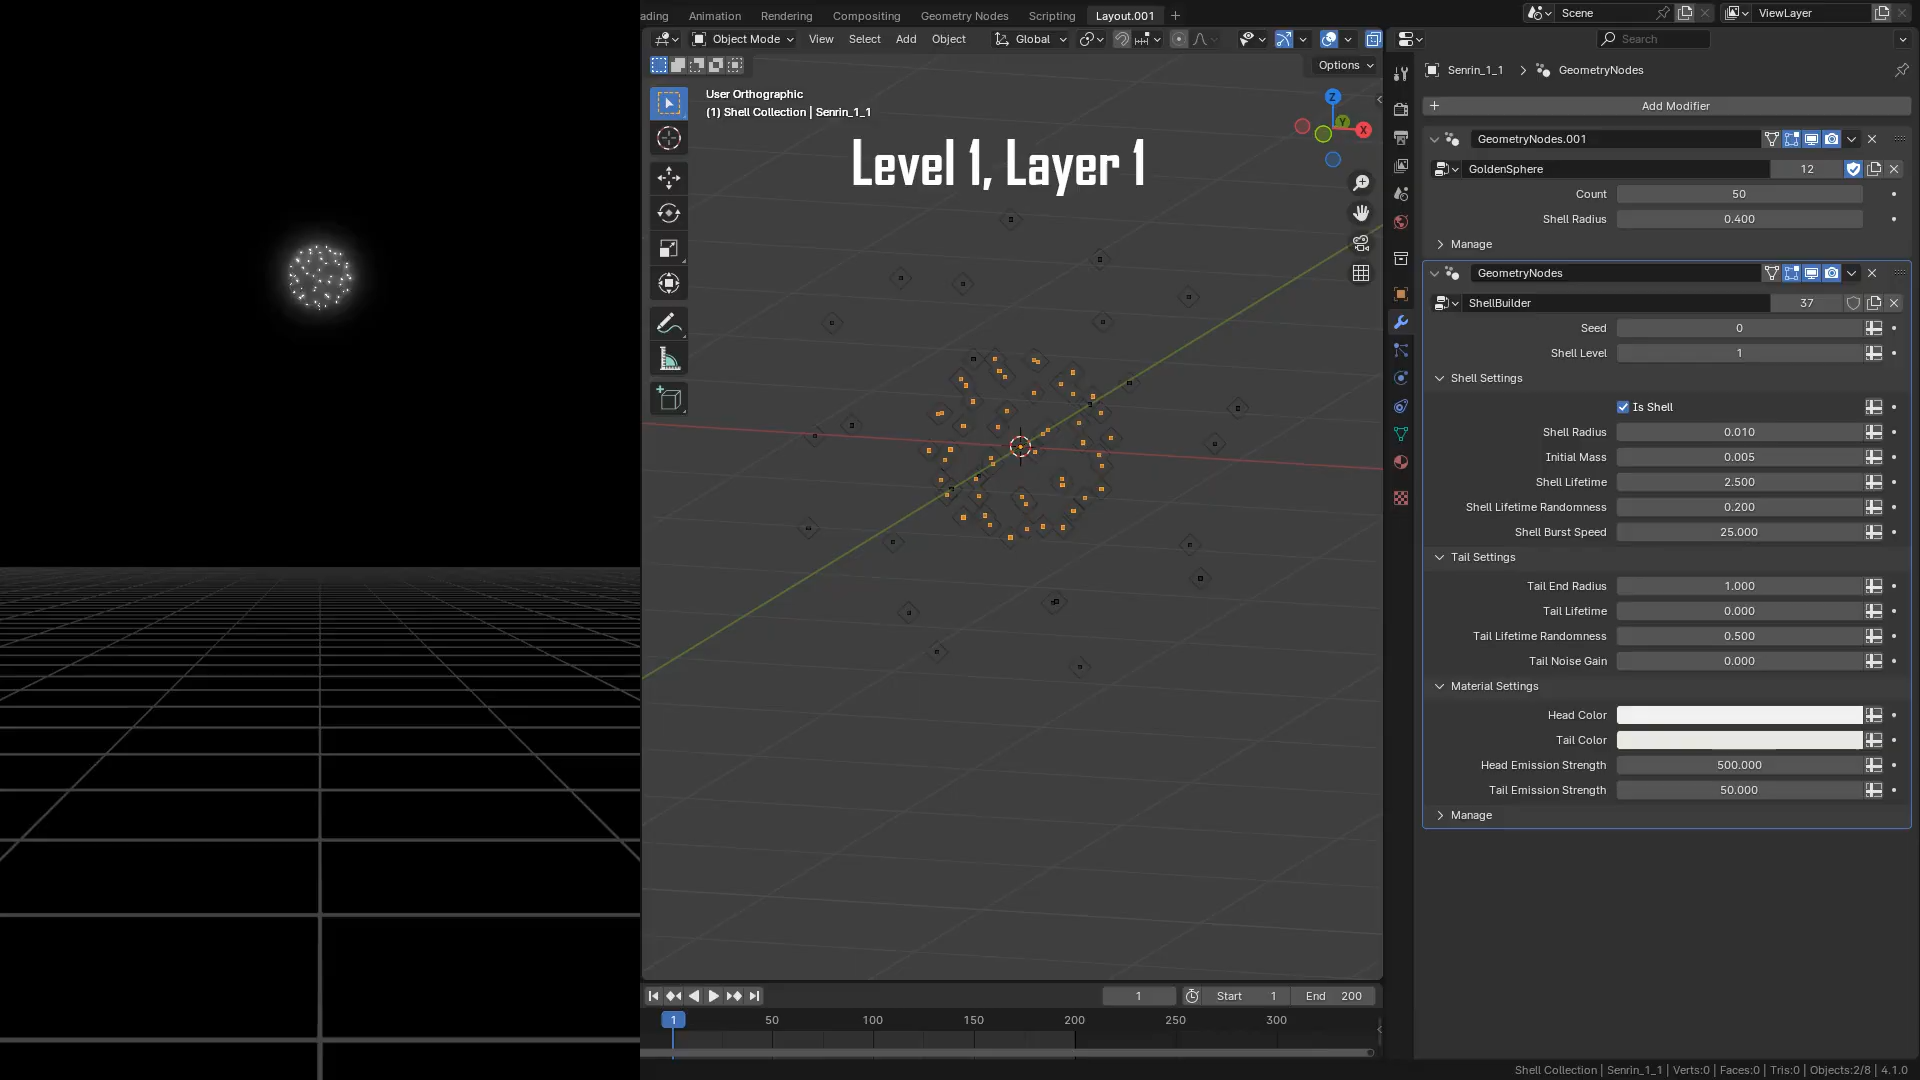 ading Animation Rendering Compositing Geometry Nodes Scripting Layout.001 +
Scene
ViewLayer
Object Mode View Select Add Object Global
Search
Options
User Orthographic
(1) Shell Collection | Senrin_1_1
Level 1, Layer 1
Z
Y
X
Senrin_1_1 > GeometryNodes
Add Modifier
GeometryNodes.001
GoldenSphere 12
Count 50
Shell Radius 0.400
Manage
GeometryNodes
ShellBuilder 37
Seed 0
Shell Level 1
Shell Settings
Is Shell
Shell Radius 0.010
Initial Mass 0.005
Shell Lifetime 2.500
Shell Lifetime Randomness 0.200
Shell Burst Speed 25.000
Tail Settings
Tail End Radius 1.000
Tail Lifetime 0.000
Tail Lifetime Randomness 0.500
Tail Noise Gain 0.000
Material Settings
Head Color
Tail Color
Head Emission Strength 500.000
Tail Emission Strength 50.000
Manage
1 Start 1 End 200
1 50 100 150 200 250 300
Shell Collection | Senrin_1_1 | Verts:0 | Faces:0 | Tris:0 | Objects:2/8 | 4.1.0